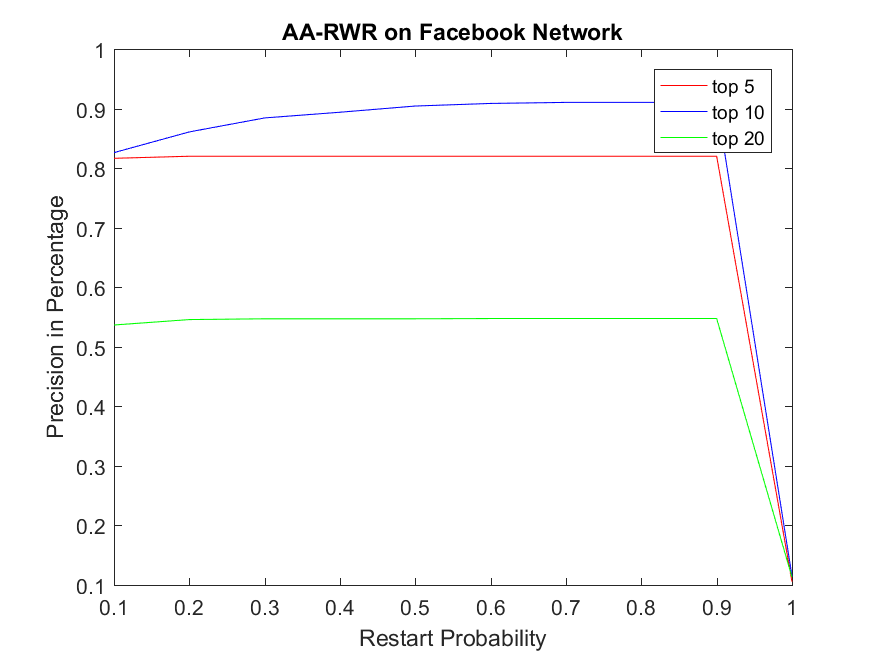 AA-RWR on Facebook Network
1
0.9
0.8
0.7
0.6
0.5
0.4
0.3
0.2
0.1
Precision in Percentage
top 5
top 10
top 20
0.1 0.2 0.3 0.4 0.5 0.6 0.7 0.8 0.9 1
Restart Probability